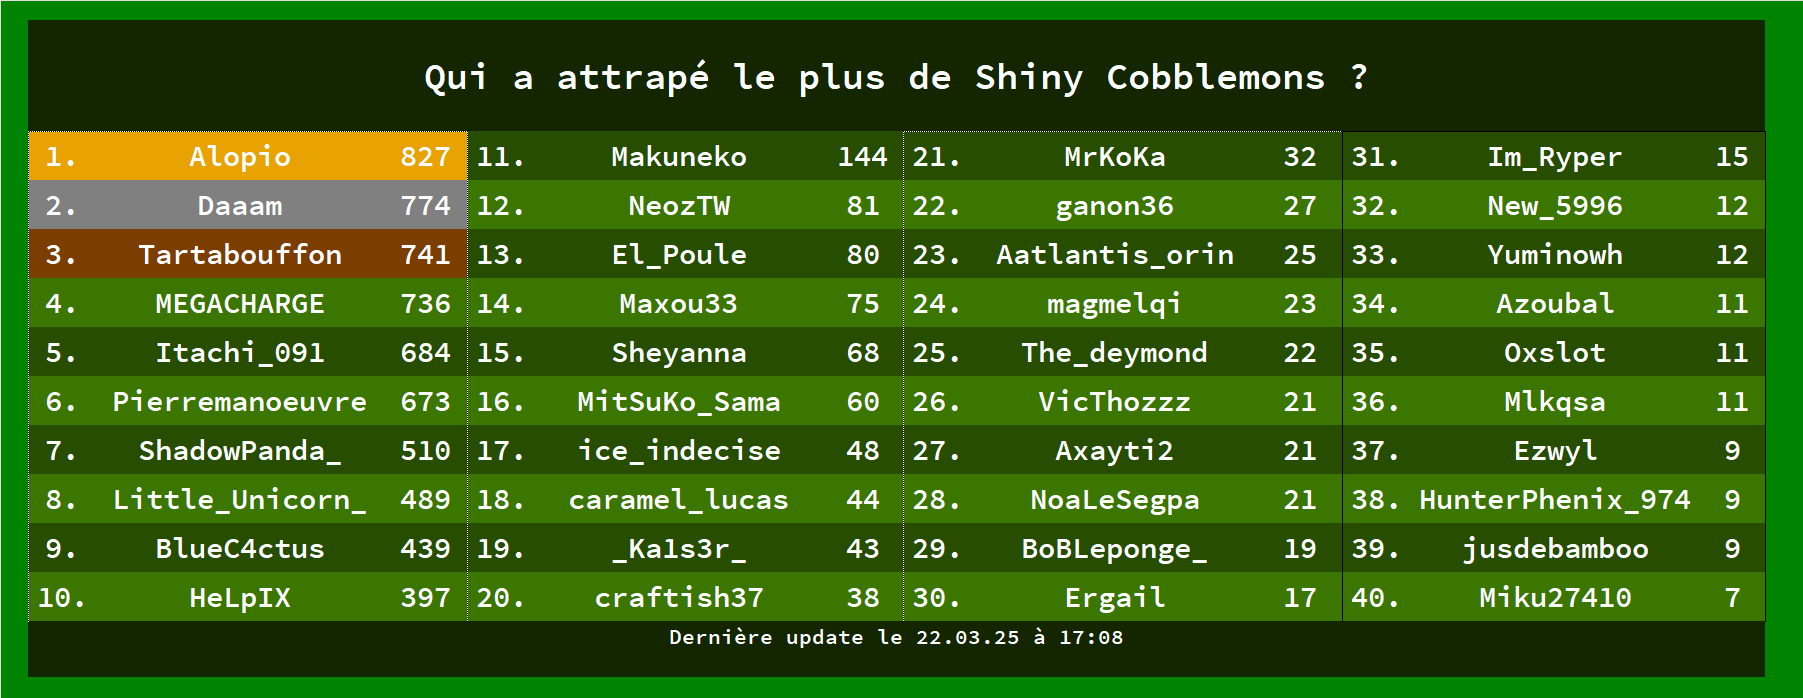 Qui a attrapé le plus de Shiny Cobblemons ?
1. Alopio 827 11. Makuneko 144 21. MrKoKa 32 31. Im_Ryper 15
2. Daaam 774 12. NeozTW 81 22. ganon36 27 32. New_5996 12
3. Tartabouffon 741 13. El_Poule 80 23. Aatlantis_orin 25 33. Yuminowh 12
4. MEGACHARGE 736 14. Maxou33 75 24. magmelqi 23 34. Azoubal 11
5. Itachi_091 684 15. Sheyanna 68 25. The_deymond 22 35. Oxslot 11
6. Pierremanoeuvre 673 16. MitSuKo_Sama 60 26. VicThozzz 21 36. Mlkqsa 11
7. ShadowPanda_ 510 17. ice_indecise 48 27. Axayti2 21 37. Ezwyl 9
8. Little_Unicorn_ 489 18. caramel_lucas 44 28. NoaLeSegpa 21 38. HunterPhenix_974 9
9. BlueC4ctus 439 19. _Ka1s3r_ 43 29. BoBLeponge_ 19 39. jusdebamboo 9
10. HeLpIX 397 20. craftish37 38 30. Ergail 17 40. Miku27410 7
Dernière update le 22.03.25 à 17:08